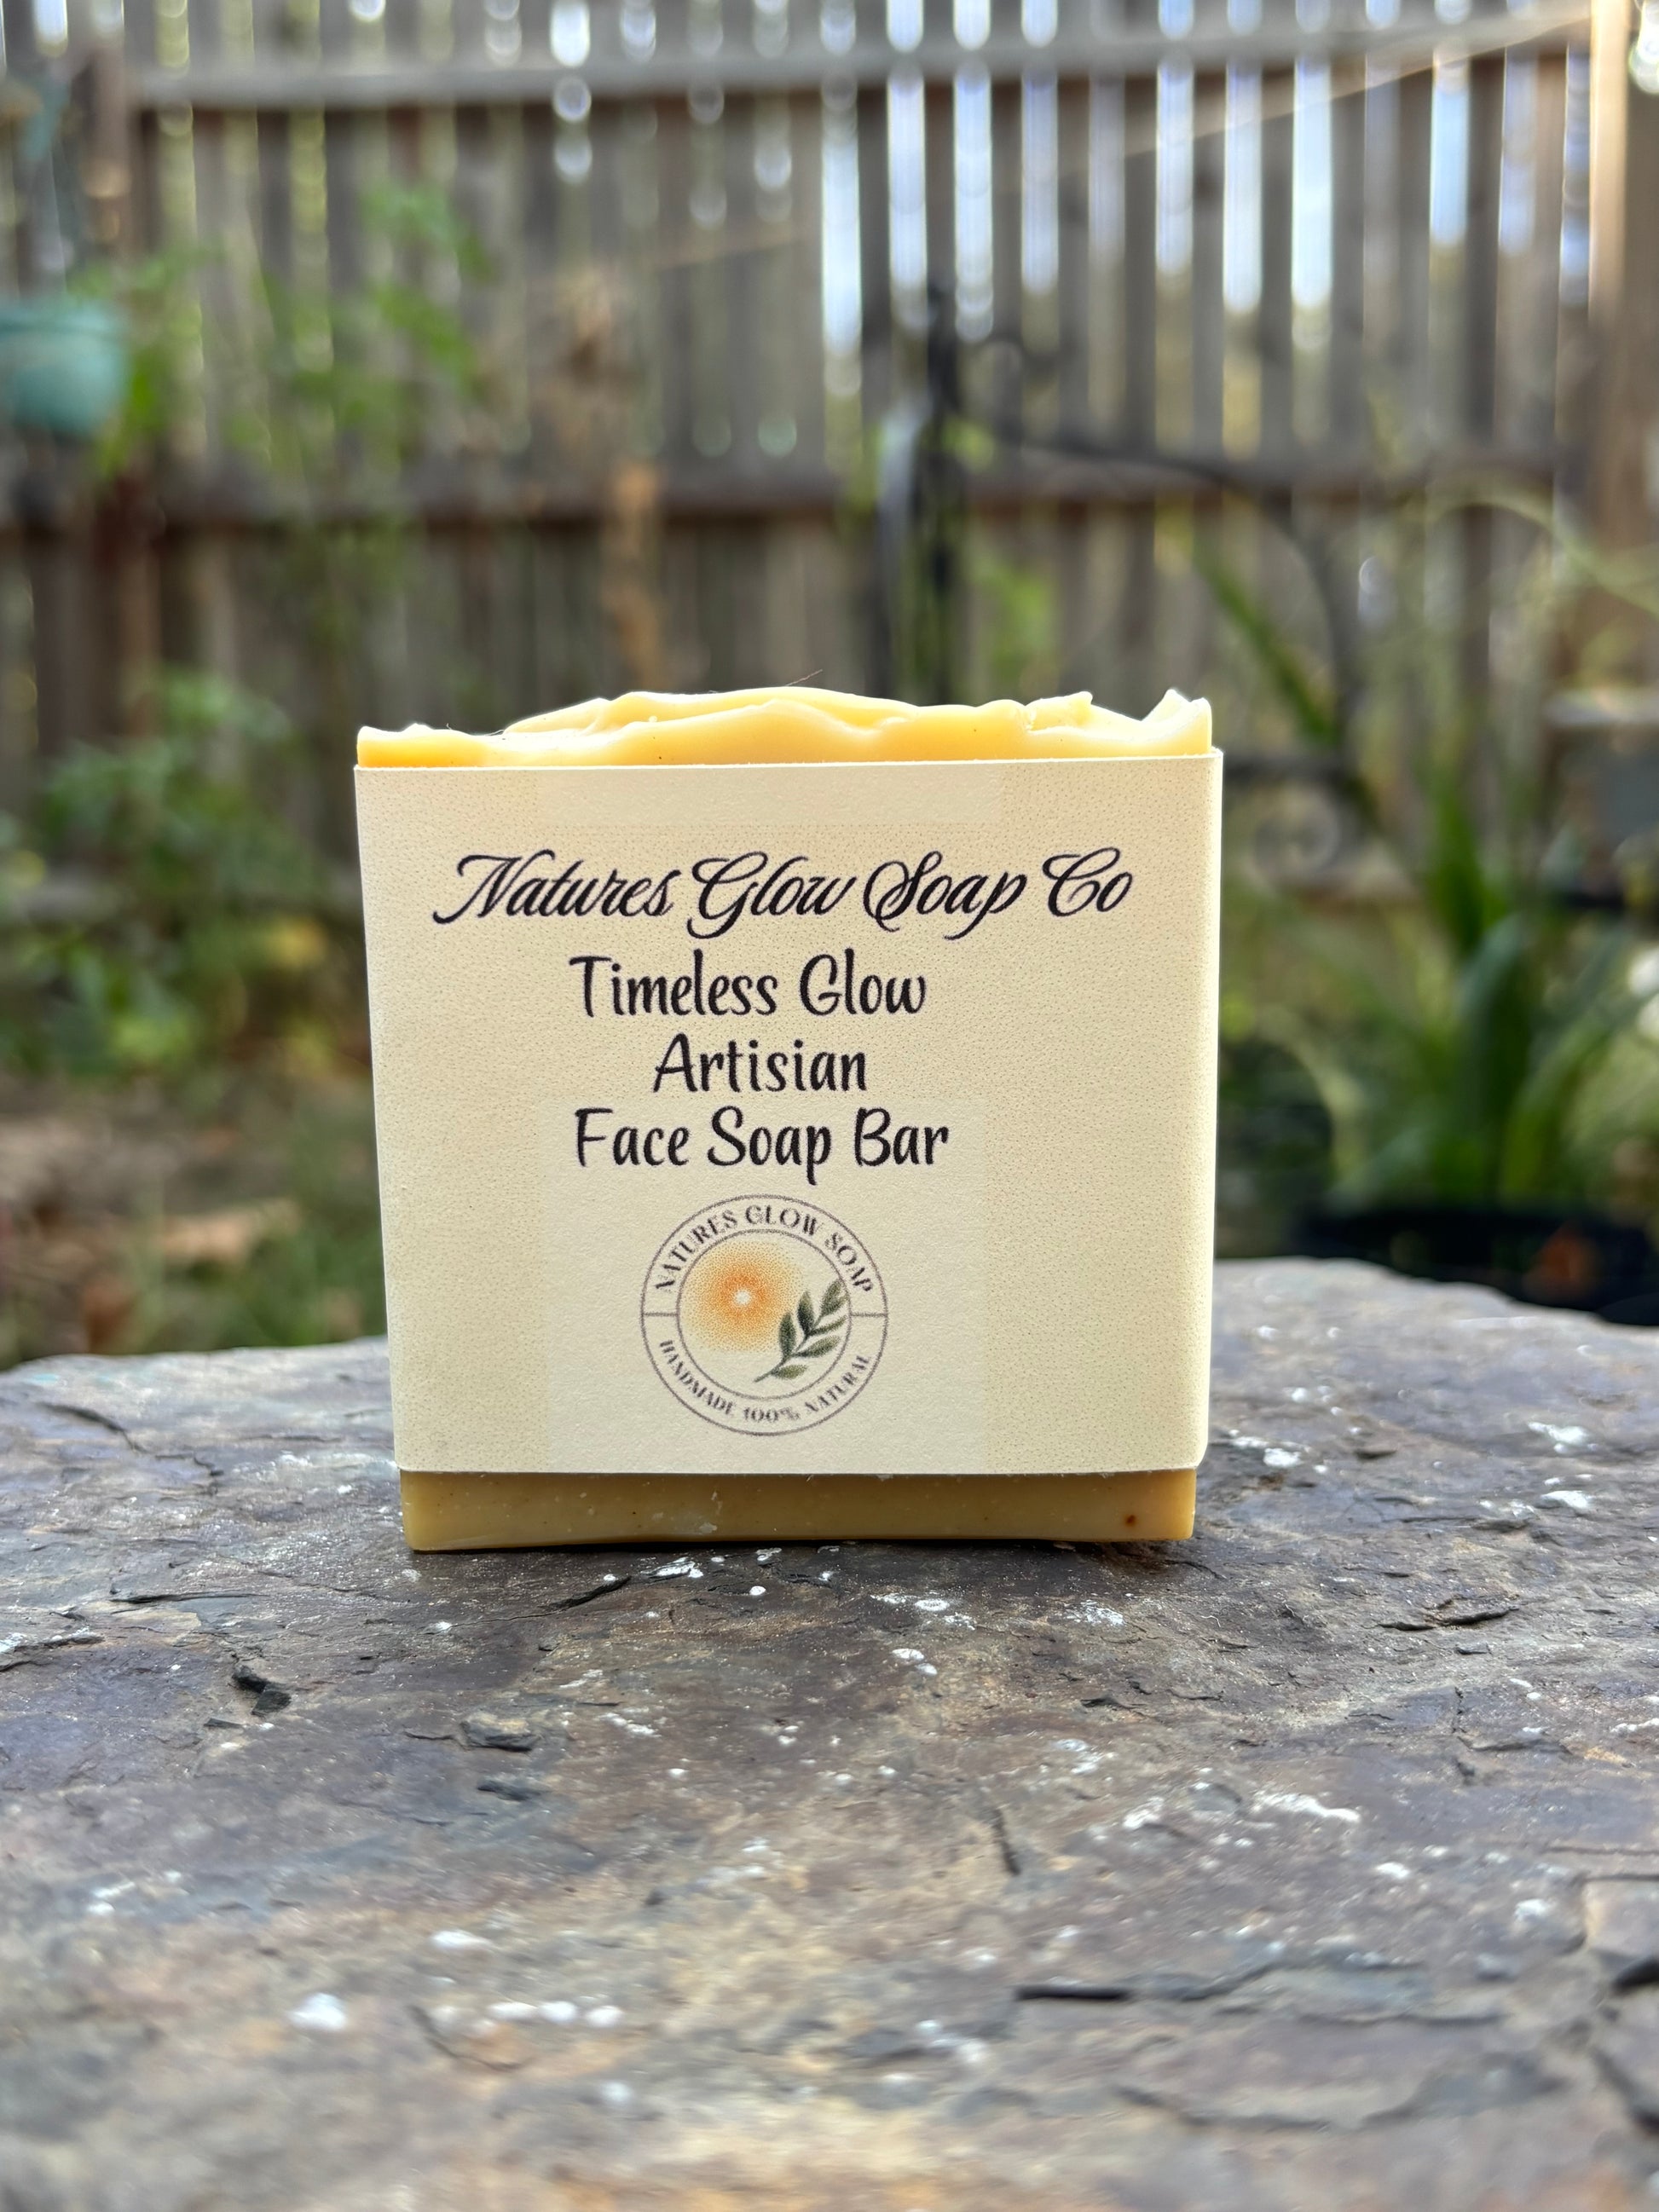 Natures Glow Soap Co
Timeless Glow
Artisian
Face Soap Bar
NATURES GLOW SOAP
HANDMADE 100% NATURAL